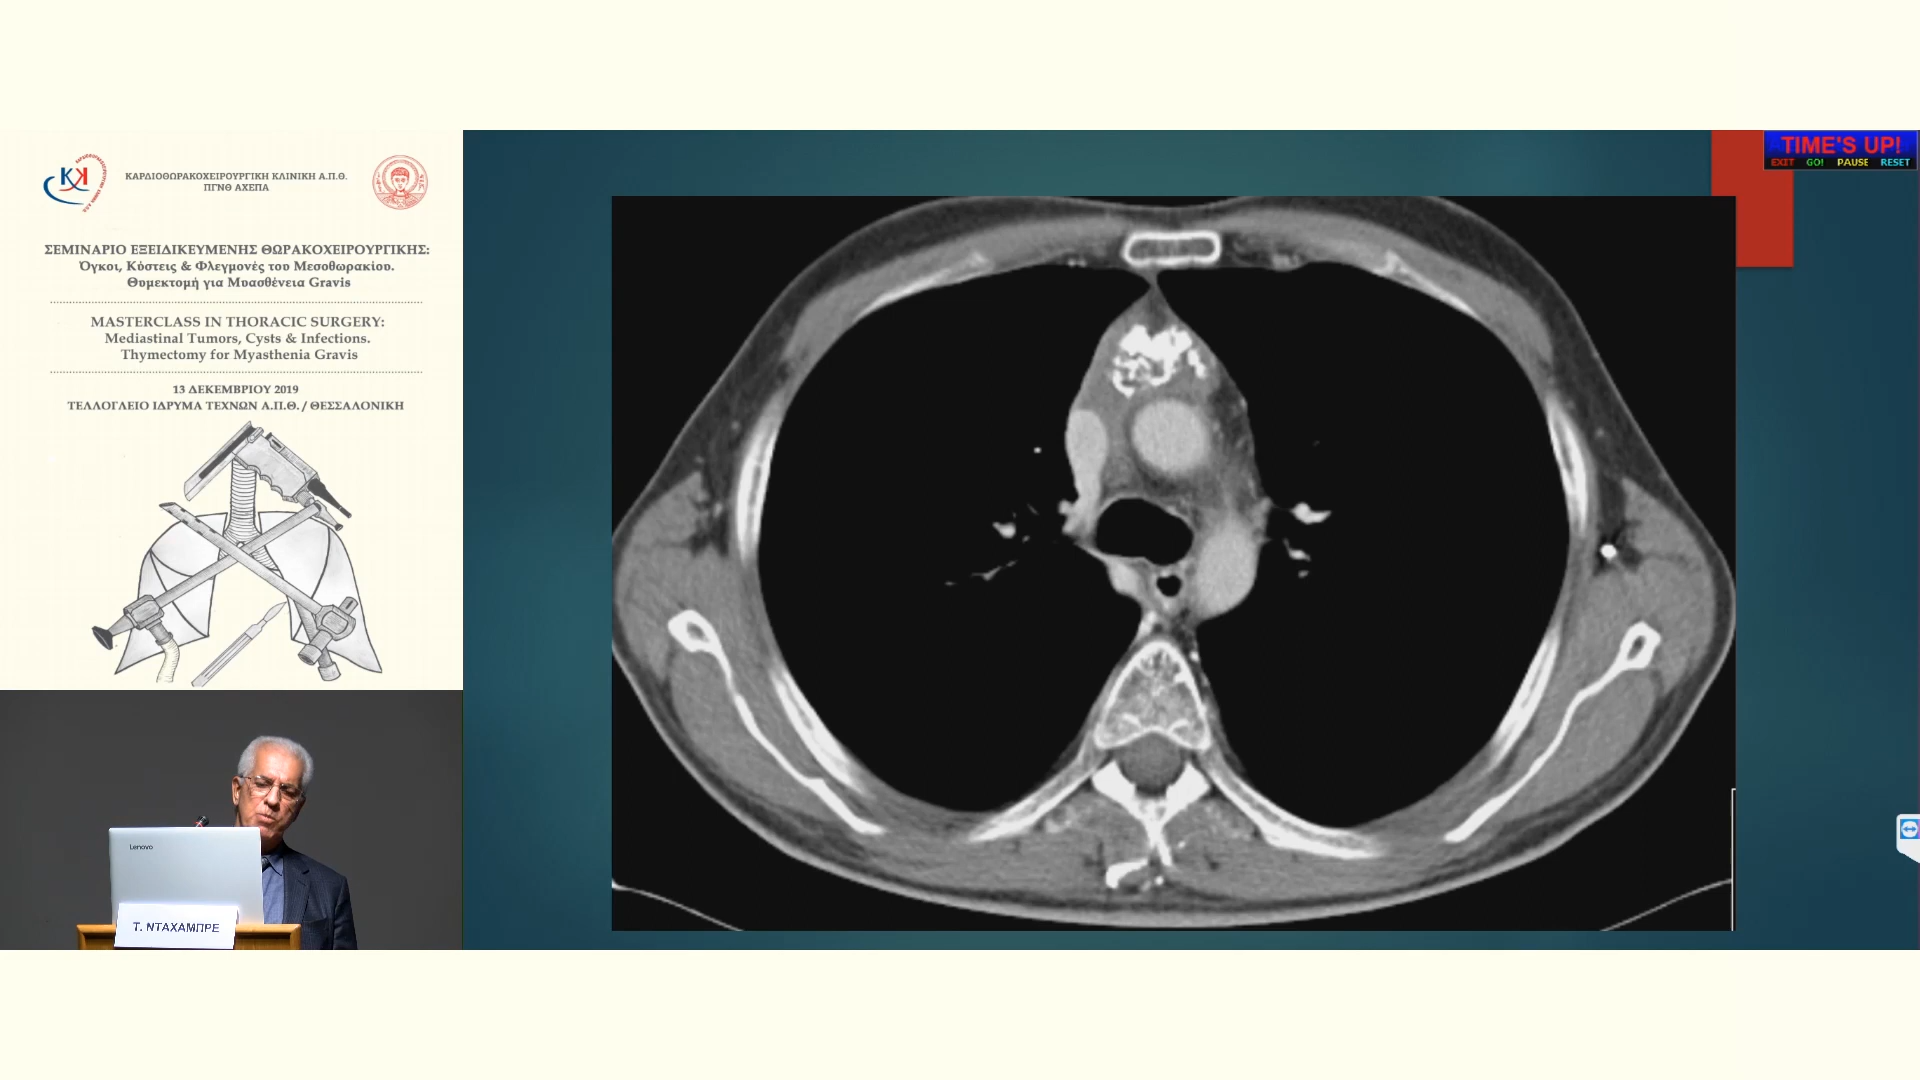 ΚΑΡΔΙΟΘΩΡΑΚΟΧΕΙΡΟΥΡΓΙΚΗ ΚΛΙΝΙΚΗ Α.Π.Θ.
ΠΓΝΘ ΑΧΕΠΑ
ΣΕΜΙΝΑΡΙΟ ΕΞΕΙΔΙΚΕΥΜΕΝΗΣ ΘΩΡΑΚΟΧΕΙΡΟΥΡΓΙΚΗΣ:
Όγκοι, Κύστεις & Φλεγμονές του Μεσοθωρακίου.
Θυμεκτομή για Μυασθένεια Gravis
MASTERCLASS IN THORACIC SURGERY:
Mediastinal Tumors, Cysts & Infections.
Thymectomy for Myasthenia Gravis
13 ΔΕΚΕΜΒΡΙΟΥ 2019
ΤΕΛΛΟΓΛΕΙΟ ΙΔΡΥΜΑ ΤΕΧΝΩΝ Α.Π.Θ. / ΘΕΣΣΑΛΟΝΙΚΗ
Lenovo
Τ. ΝΤΑΧΑΜΠΡΕ
TIME'S UP!
EXIT GO! PAUSE RESET